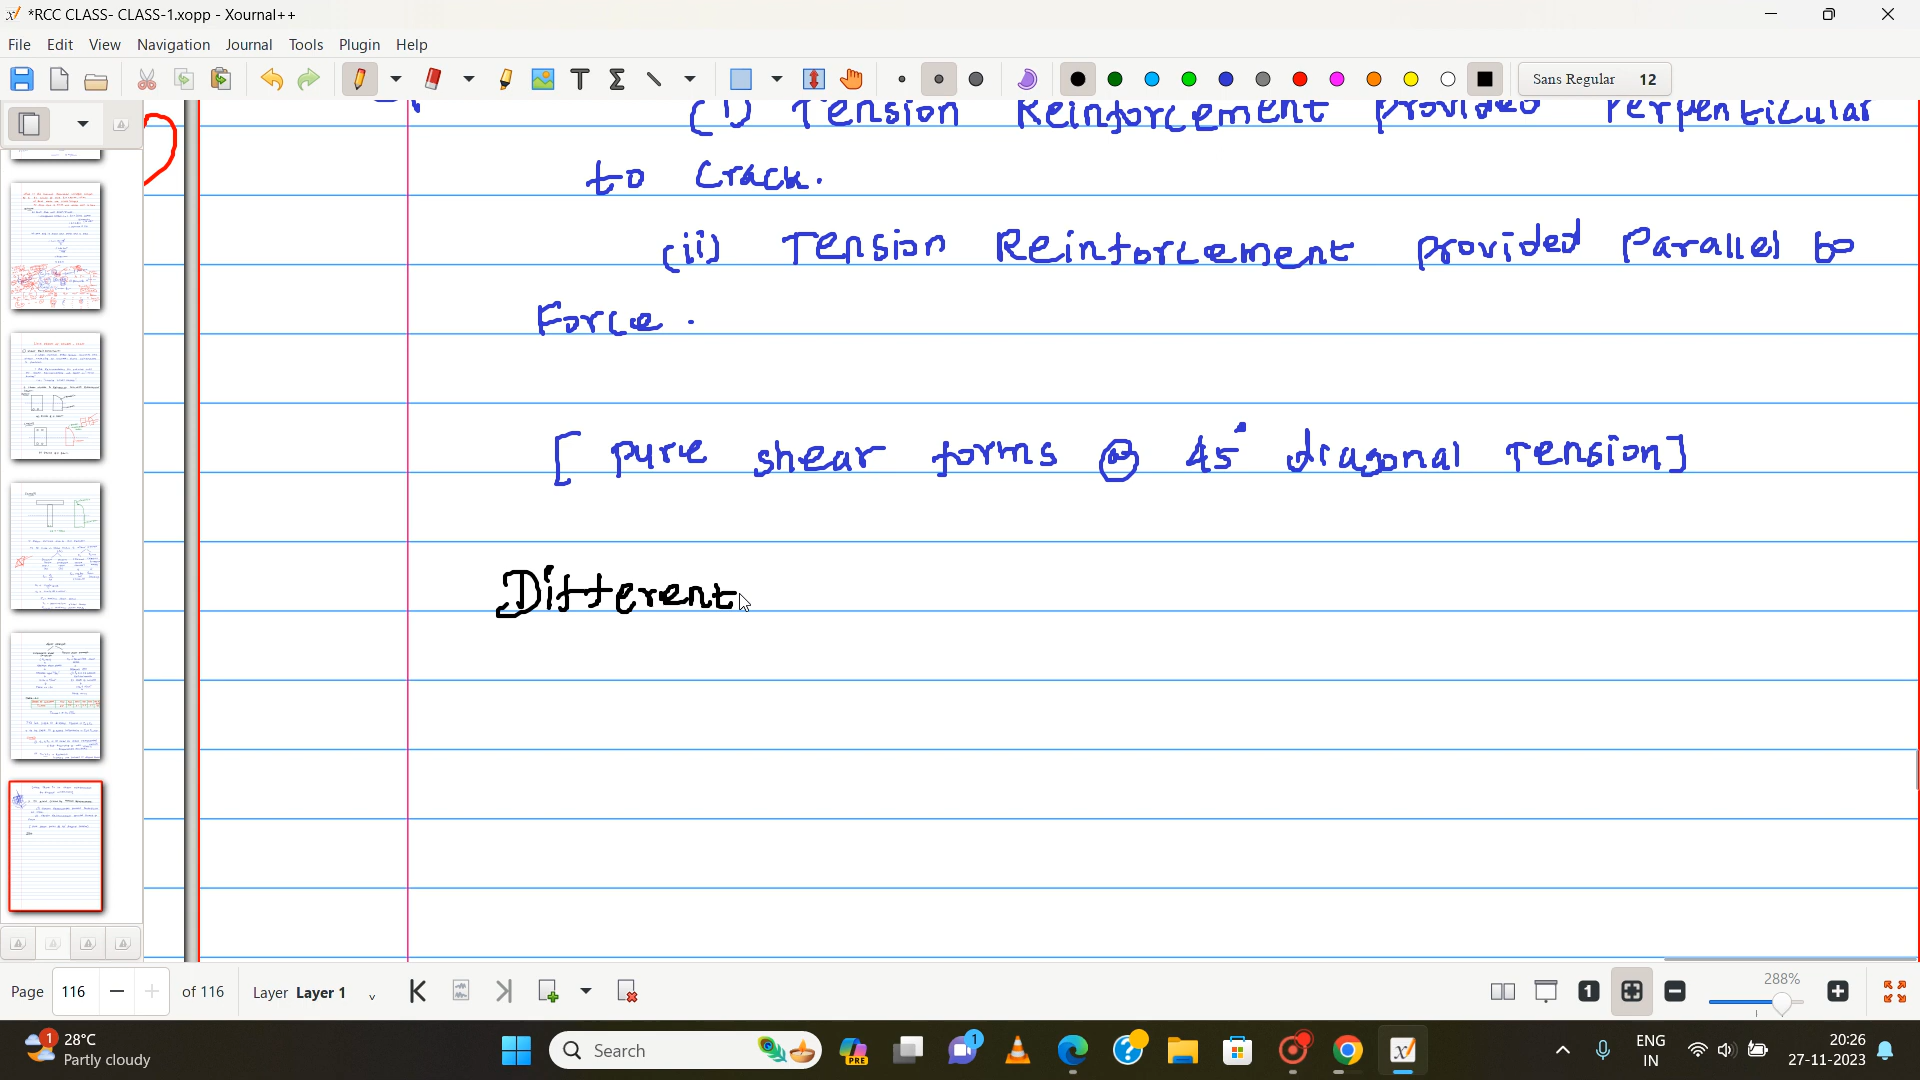 *RCC CLASS- CLASS-1.xopp - Xournal++
File Edit View Navigation Journal Tools Plugin Help
Sans Regular 12
(i) Tension Reinforcement provided Perpenticular
to Crack.
(ii) Tension Reinforcement provided Parallel to
Force.
[ pure shear forms @ 45° diagonal Tension]
Different
Page 116 of 116 Layer Layer 1 288%
28°C
Partly cloudy
Search
PRE
ENG
IN
20:26
27-11-2023